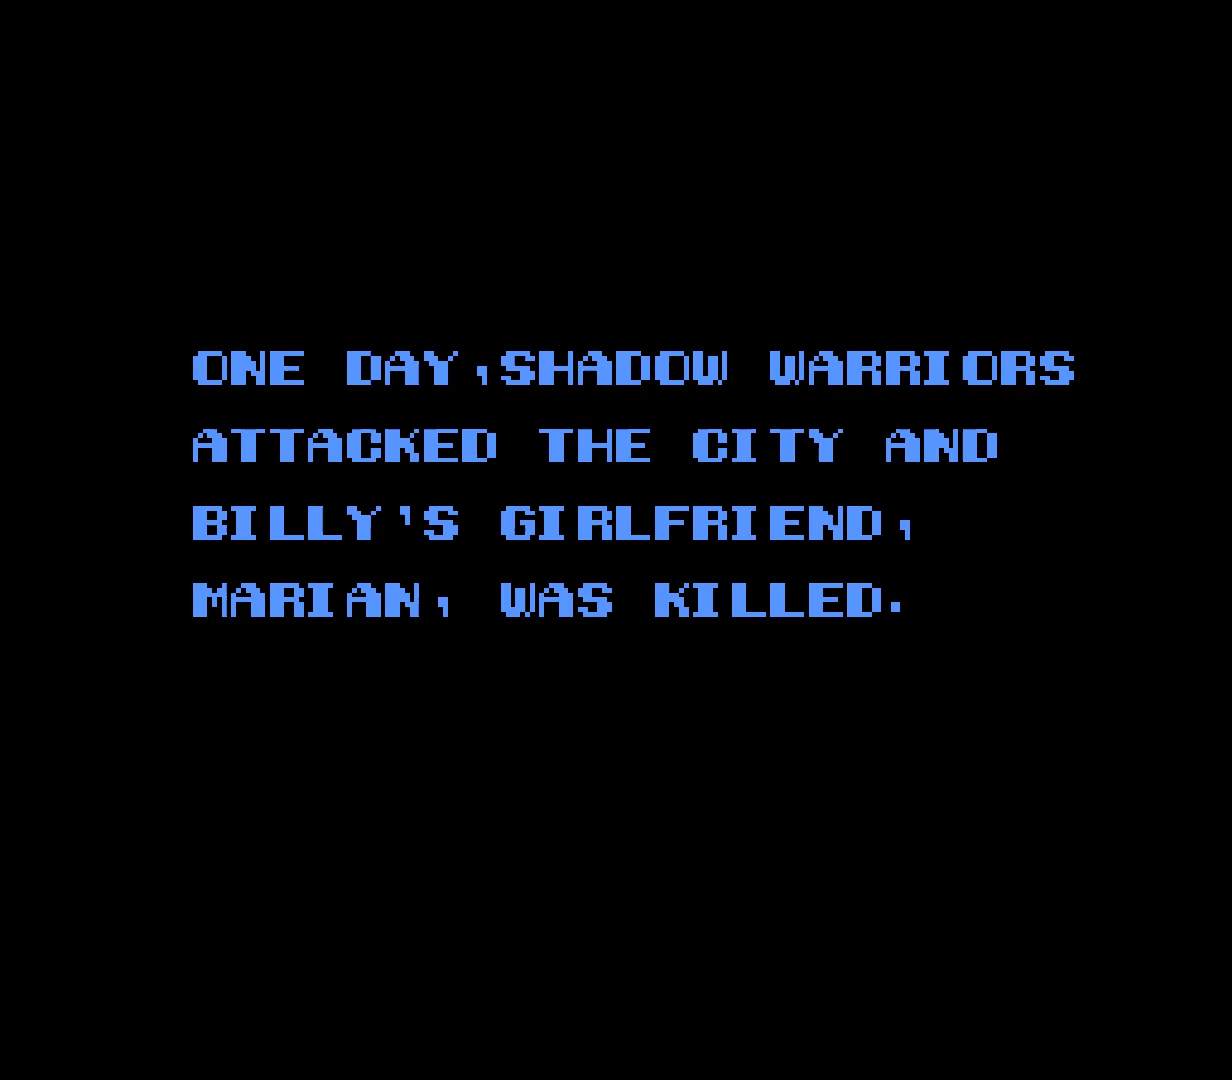 ONE DAY,SHADOW WARRIORS
ATTACKED THE CITY AND
BILLY'S GIRLFRIEND,
MARIAN, WAS KILLED.